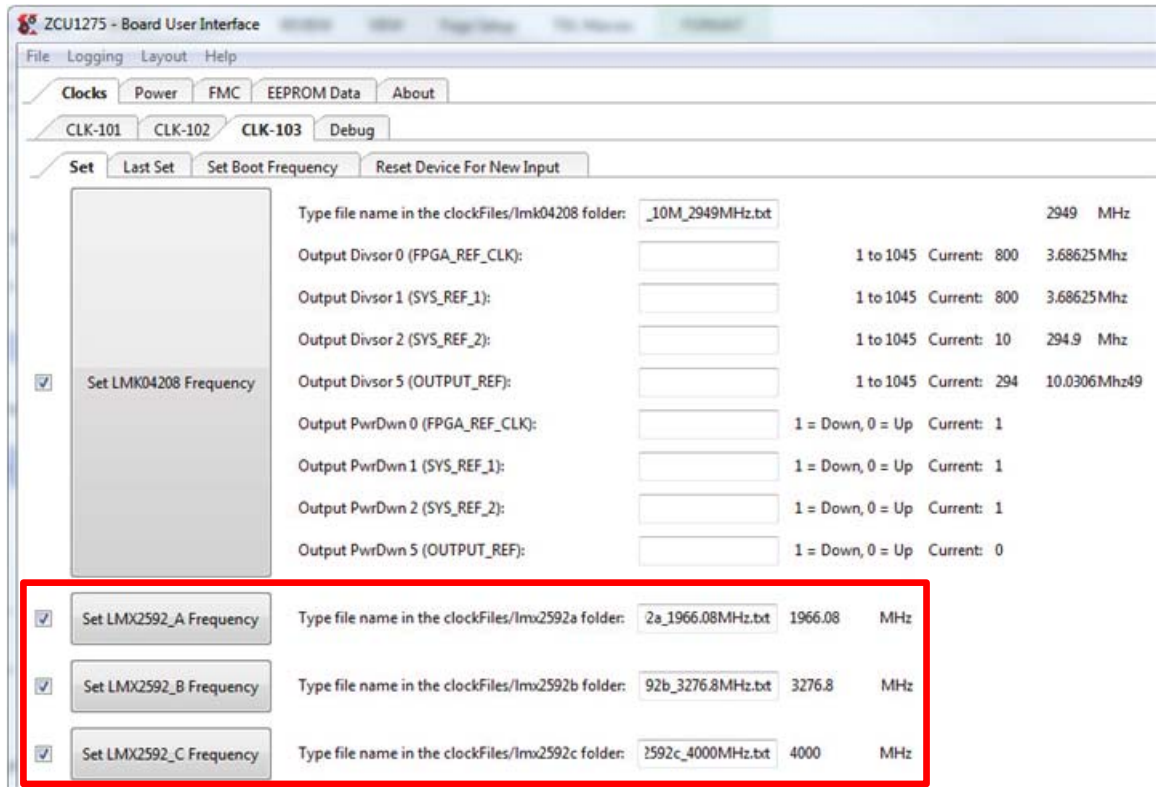 ZCU1275 - Board User Interface
File Logging Layout Help
Clocks Power FMC EEPROM Data About
CLK-101 CLK-102 CLK-103 Debug
Set Last Set Set Boot Frequency Reset Device For New Input
Type file name in the clockFiles/lmk04208 folder: _10M_2949MHz.txt 2949 MHz
Output Divsor 0 (FPGA_REF_CLK): 1 to 1045 Current: 800 3.68625Mhz
Output Divsor 1 (SYS_REF_1): 1 to 1045 Current: 800 3.68625Mhz
Output Divsor 2 (SYS_REF_2): 1 to 1045 Current: 10 294.9 Mhz
Set LMK04208 Frequency Output Divsor 5 (OUTPUT_REF): 1 to 1045 Current: 294 10.0306Mhz49
Output PwrDwn 0 (FPGA_REF_CLK): 1 = Down, 0 = Up Current: 1
Output PwrDwn 1 (SYS_REF_1): 1 = Down, 0 = Up Current: 1
Output PwrDwn 2 (SYS_REF_2): 1 = Down, 0 = Up Current: 1
Output PwrDwn 5 (OUTPUT_REF): 1 = Down, 0 = Up Current: 0
Set LMX2592_A Frequency Type file name in the clockFiles/lmx2592a folder: 2a_1966.08MHz.txt 1966.08 MHz
Set LMX2592_B Frequency Type file name in the clockFiles/lmx2592b folder: 92b_3276.8MHz.txt 3276.8 MHz
Set LMX2592_C Frequency Type file name in the clockFiles/lmx2592c folder: 2592c_4000MHz.txt 4000 MHz